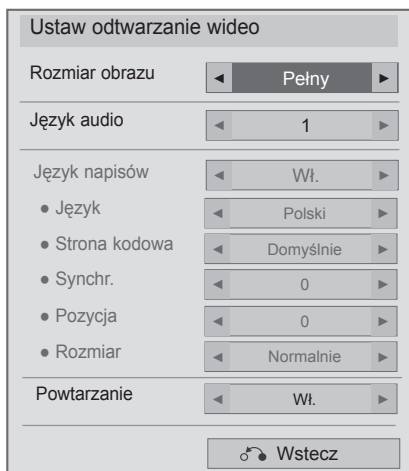 Ustaw odtwarzanie wideo
Rozmiar obrazu ◄ Pełny ►
Język audio ◄ 1 ►
Język napisów ◄ Wł. ►
● Język ◄ Polski ►
● Strona kodowa ◄ Domyślnie ►
● Synchr. ◄ 0 ►
● Pozycja ◄ 0 ►
● Rozmiar ◄ Normalnie ►
Powtarzanie ◄ Wł. ►
Wstecz